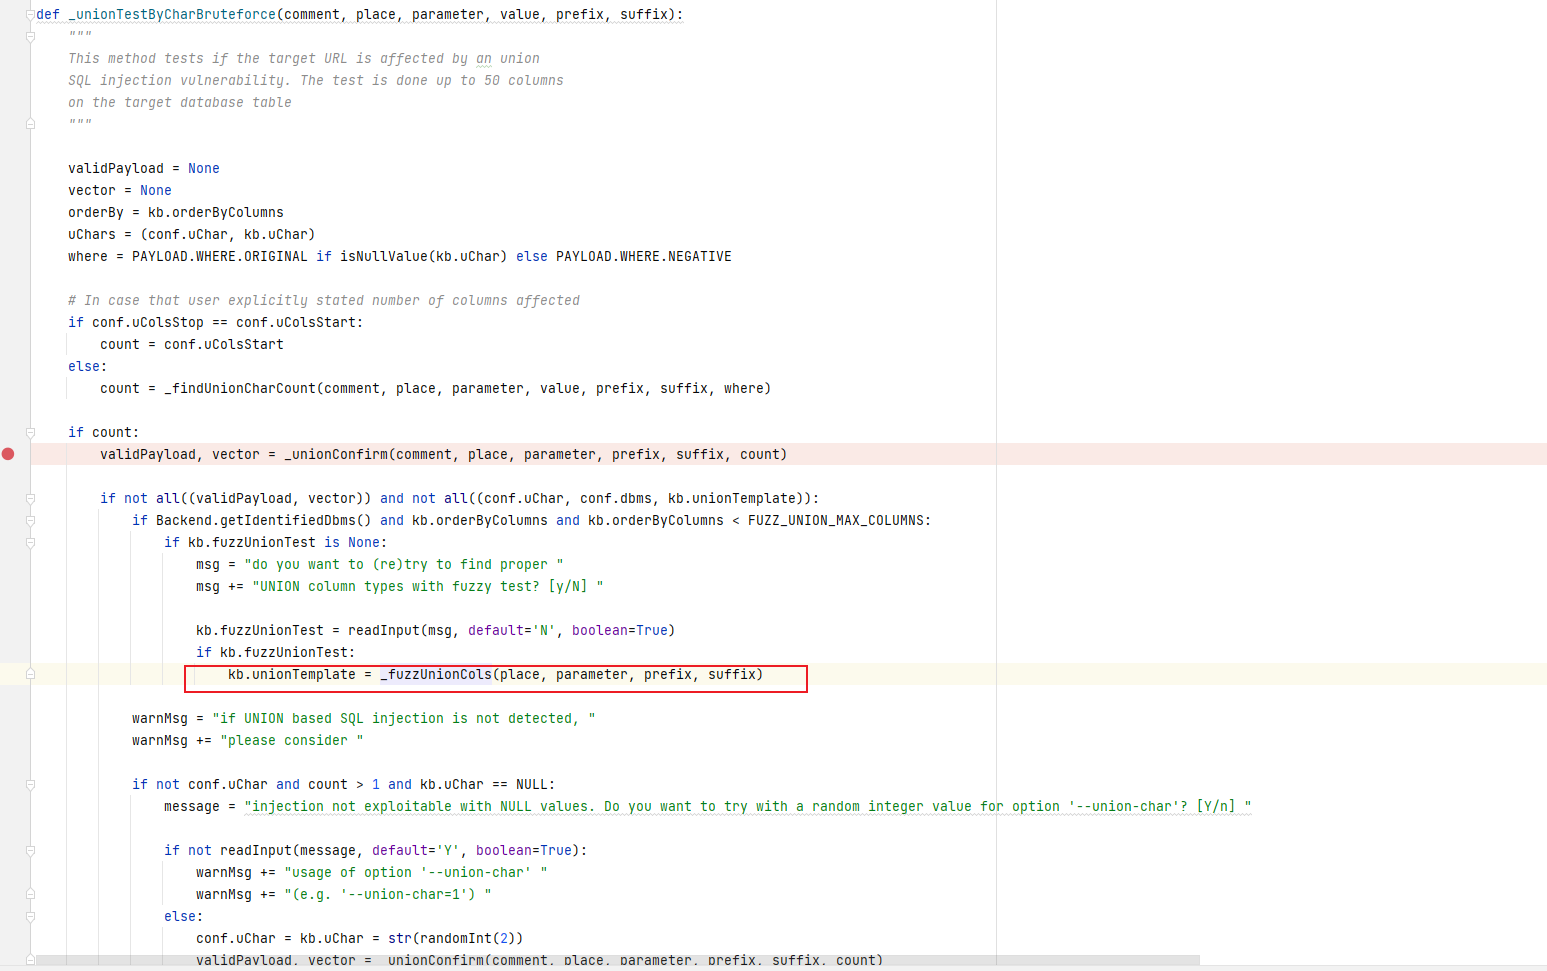 def _unionTestByCharBruteforce(comment, place, parameter, value, prefix, suffix):
    """
    This method tests if the target URL is affected by an union
    SQL injection vulnerability. The test is done up to 50 columns
    on the target database table
    """
    validPayload = None
    vector = None
    orderBy = kb.orderByColumns
    uChars = (conf.uChar, kb.uChar)
    where = PAYLOAD.WHERE.ORIGINAL if isNullValue(kb.uChar) else PAYLOAD.WHERE.NEGATIVE
    # In case that user explicitly stated number of columns affected
    if conf.uColsStop == conf.uColsStart:
        count = conf.uColsStart
    else:
        count = _findUnionCharCount(comment, place, parameter, value, prefix, suffix, where)
    if count:
        validPayload, vector = _unionConfirm(comment, place, parameter, prefix, suffix, count)
        if not all((validPayload, vector)) and not all((conf.uChar, conf.dbms, kb.unionTemplate)):
            if Backend.getIdentifiedDbms() and kb.orderByColumns and kb.orderByColumns < FUZZ_UNION_MAX_COLUMNS:
                if kb.fuzzUnionTest is None:
                    msg = "do you want to (re)try to find proper "
                    msg += "UNION column types with fuzzy test? [y/N] "
                    kb.fuzzUnionTest = readInput(msg, default='N', boolean=True)
                    if kb.fuzzUnionTest:
                        kb.unionTemplate = _fuzzUnionCols(place, parameter, prefix, suffix)
            warnMsg = "if UNION based SQL injection is not detected, "
            warnMsg += "please consider "
            if not conf.uChar and count > 1 and kb.uChar == NULL:
                message = "injection not exploitable with NULL values. Do you want to try with a random integer value for option '--union-char'? [Y/n] "
                if not readInput(message, default='Y', boolean=True):
                    warnMsg += "usage of option '--union-char' "
                    warnMsg += "(e.g. '--union-char=1') "
                else:
                    conf.uChar = kb.uChar = str(randomInt(2))
                    validPayload, vector = _unionConfirm(comment, place, parameter, prefix, suffix, count)